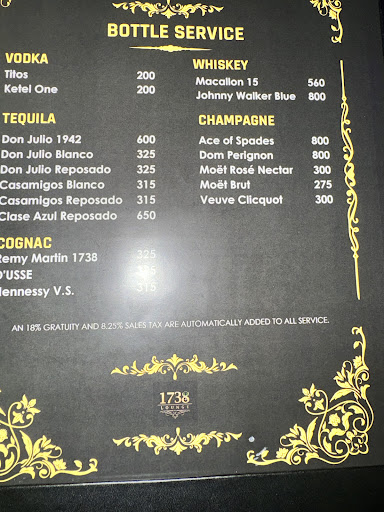 BOTTLE SERVICE
VODKA
Titos 200
Ketel One 200
TEQUILA
Don Julio 1942 600
Don Julio Blanco 325
Don Julio Reposado 325
Casamigos Blanco 315
Casamigos Reposado 315
Clase Azul Reposado 650
COGNAC
Remy Martin 1738 325
D'USSE
Hennessy V.S. 315
WHISKEY
Macallon 15 560
Johnny Walker Blue 800
CHAMPAGNE
Ace of Spades 800
Dom Perignon 800
Moët Rosé Nectar 300
Moët Brut 275
Veuve Clicquot 300
AN 18% GRATUITY AND 8.25% SALES TAX ARE AUTOMATICALLY ADDED TO ALL SERVICE.
1738
LOUNGE